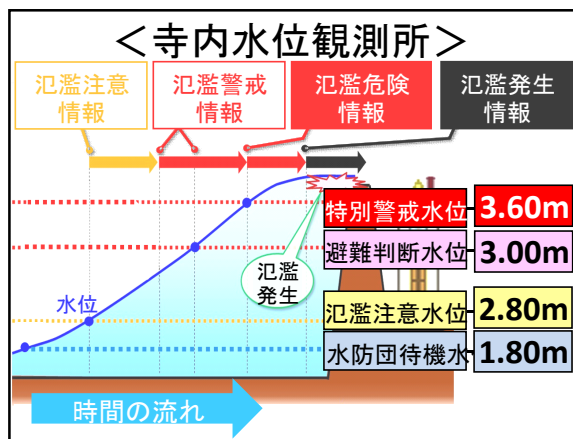 ＜寺内水位観測所＞
氾濫注意
情報
氾濫警戒
情報
氾濫危険
情報
氾濫発生
情報
特別警戒水位
3.60m
避難判断水位
3.00m
氾濫
発生
水位
氾濫注意水位
2.80m
水防団待機水
1.80m
時間の流れ